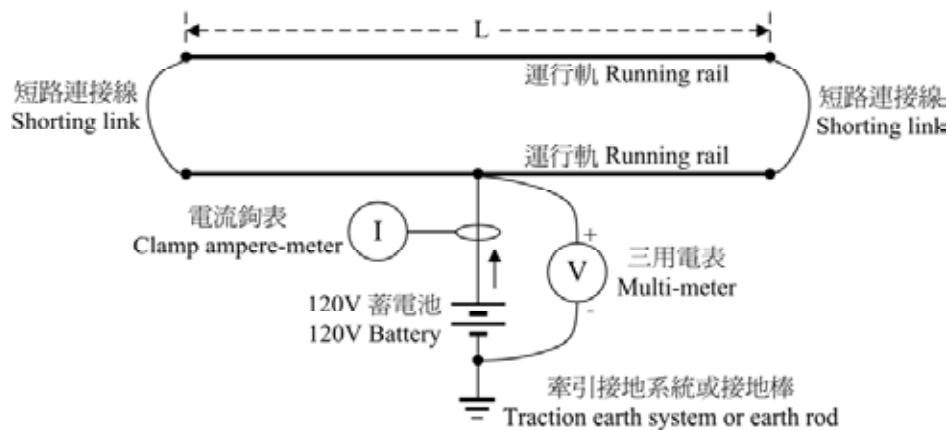 L
運行軌 Running rail
短路連接線
Shorting link
短路連接線
Shorting link
運行軌 Running rail
電流鉤表
Clamp ampere-meter
I
+
V
-
三用電表
Multi-meter
120V 蓄電池
120V Battery
牽引接地系統或接地棒
Traction earth system or earth rod